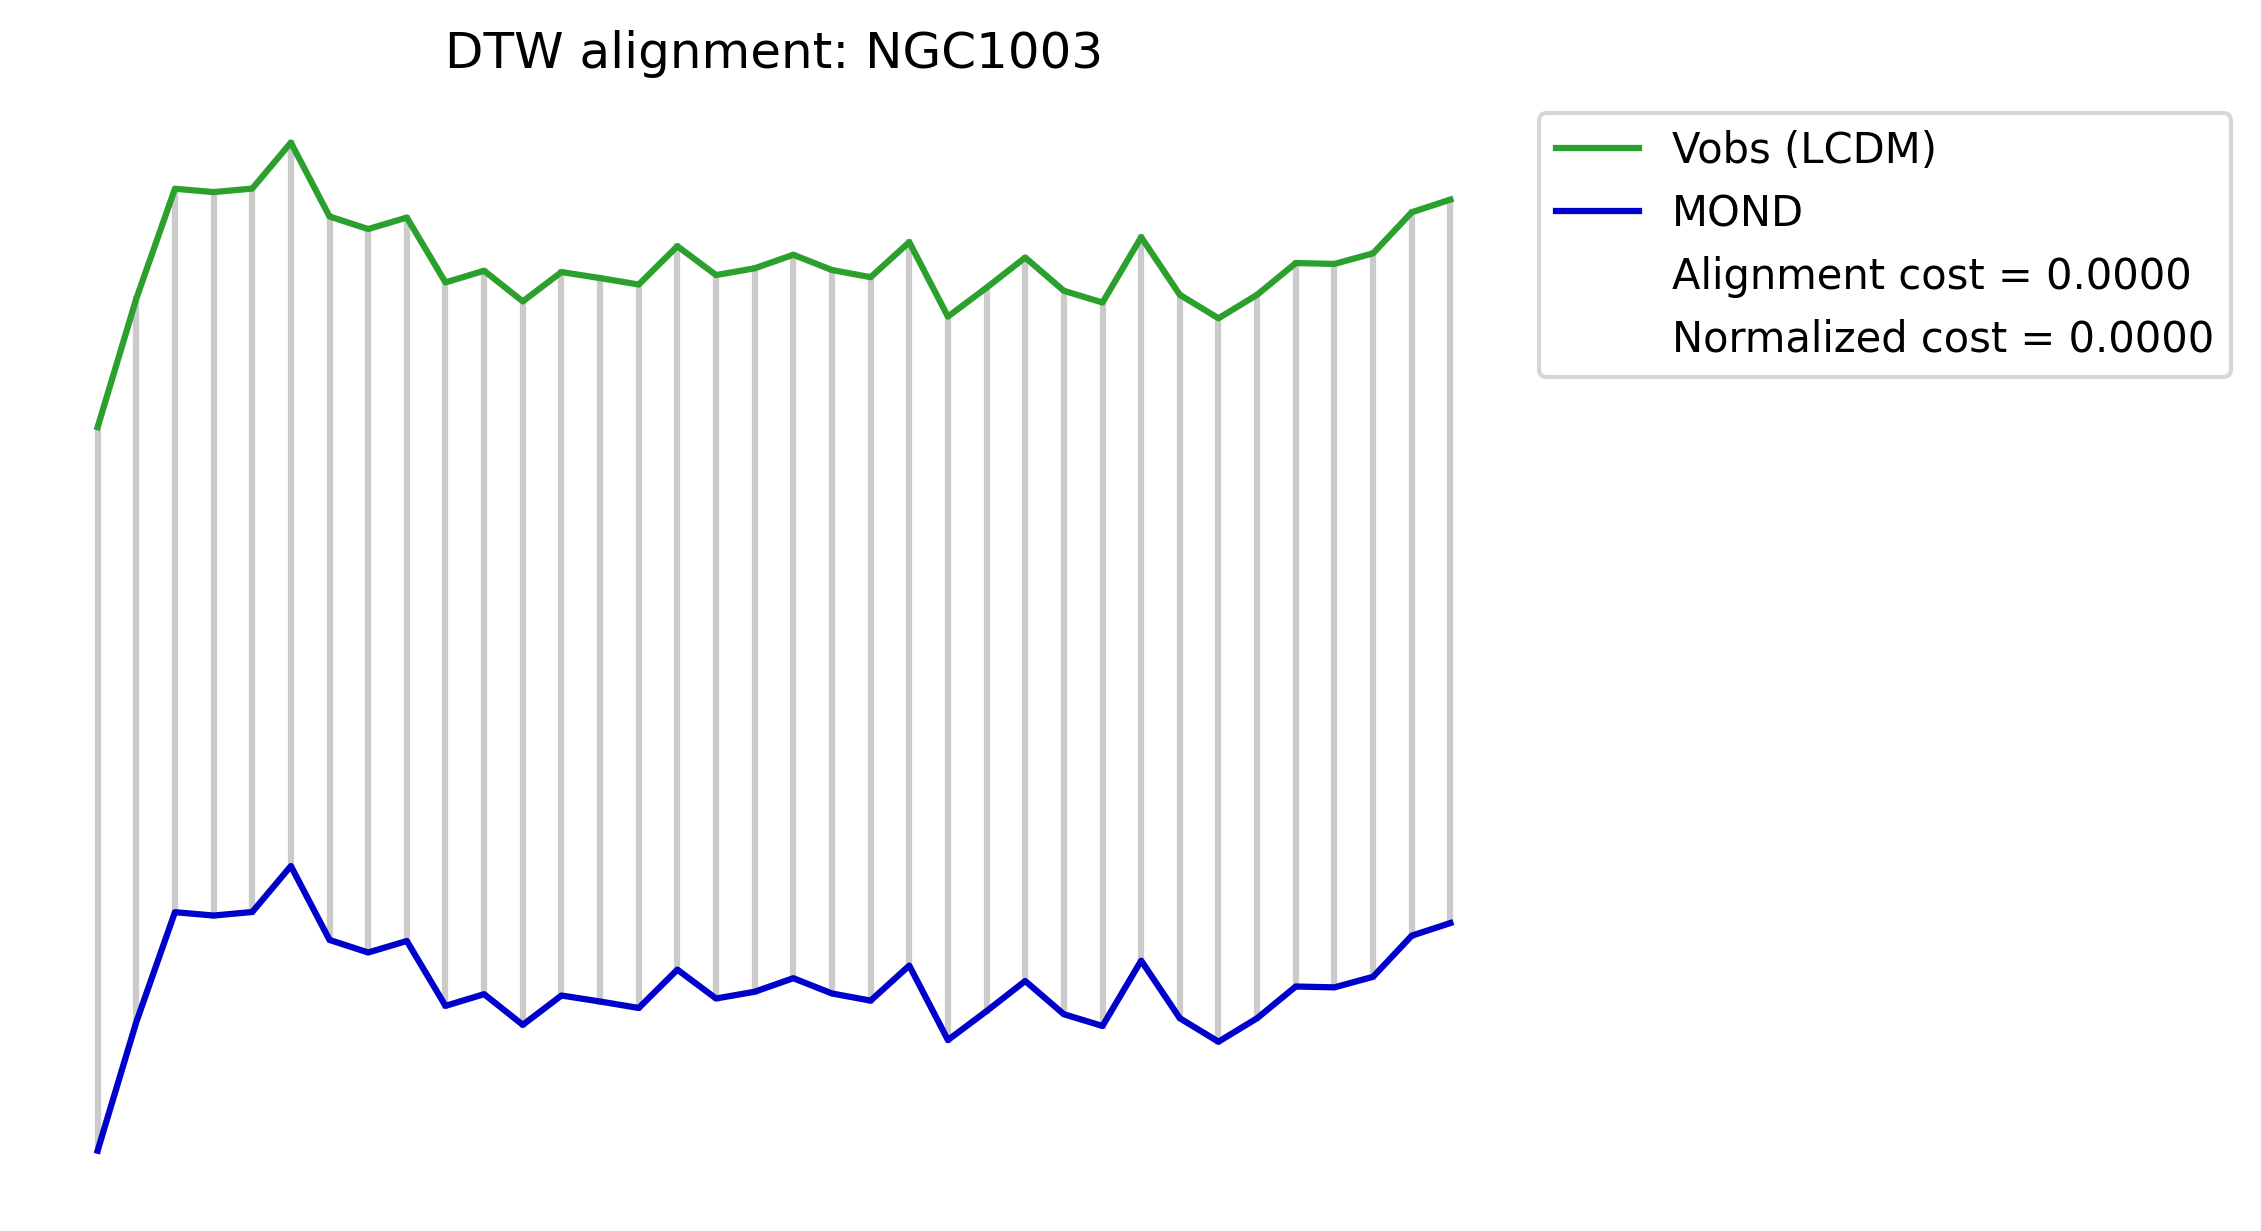 DTW alignment: NGC1003
Vobs (LCDM)
MOND
Alignment cost = 0.0000
Normalized cost = 0.0000